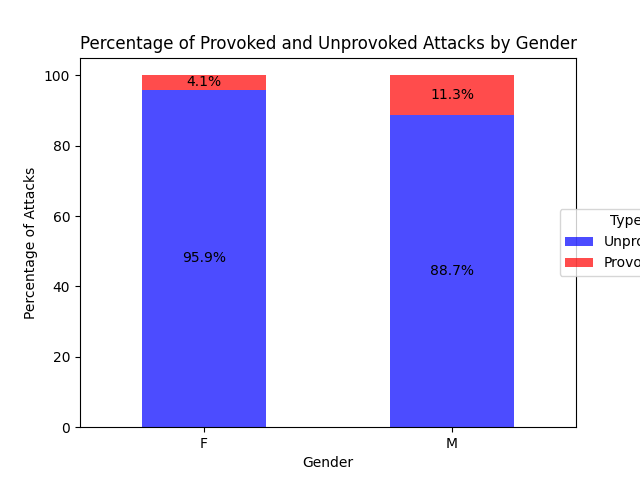 Percentage of Provoked and Unprovoked Attacks by Gender
100
80
60
40
20
0
Percentage of Attacks
4.1%
11.3%
95.9%
88.7%
Type
Unpro
Provo
F
M
Gender